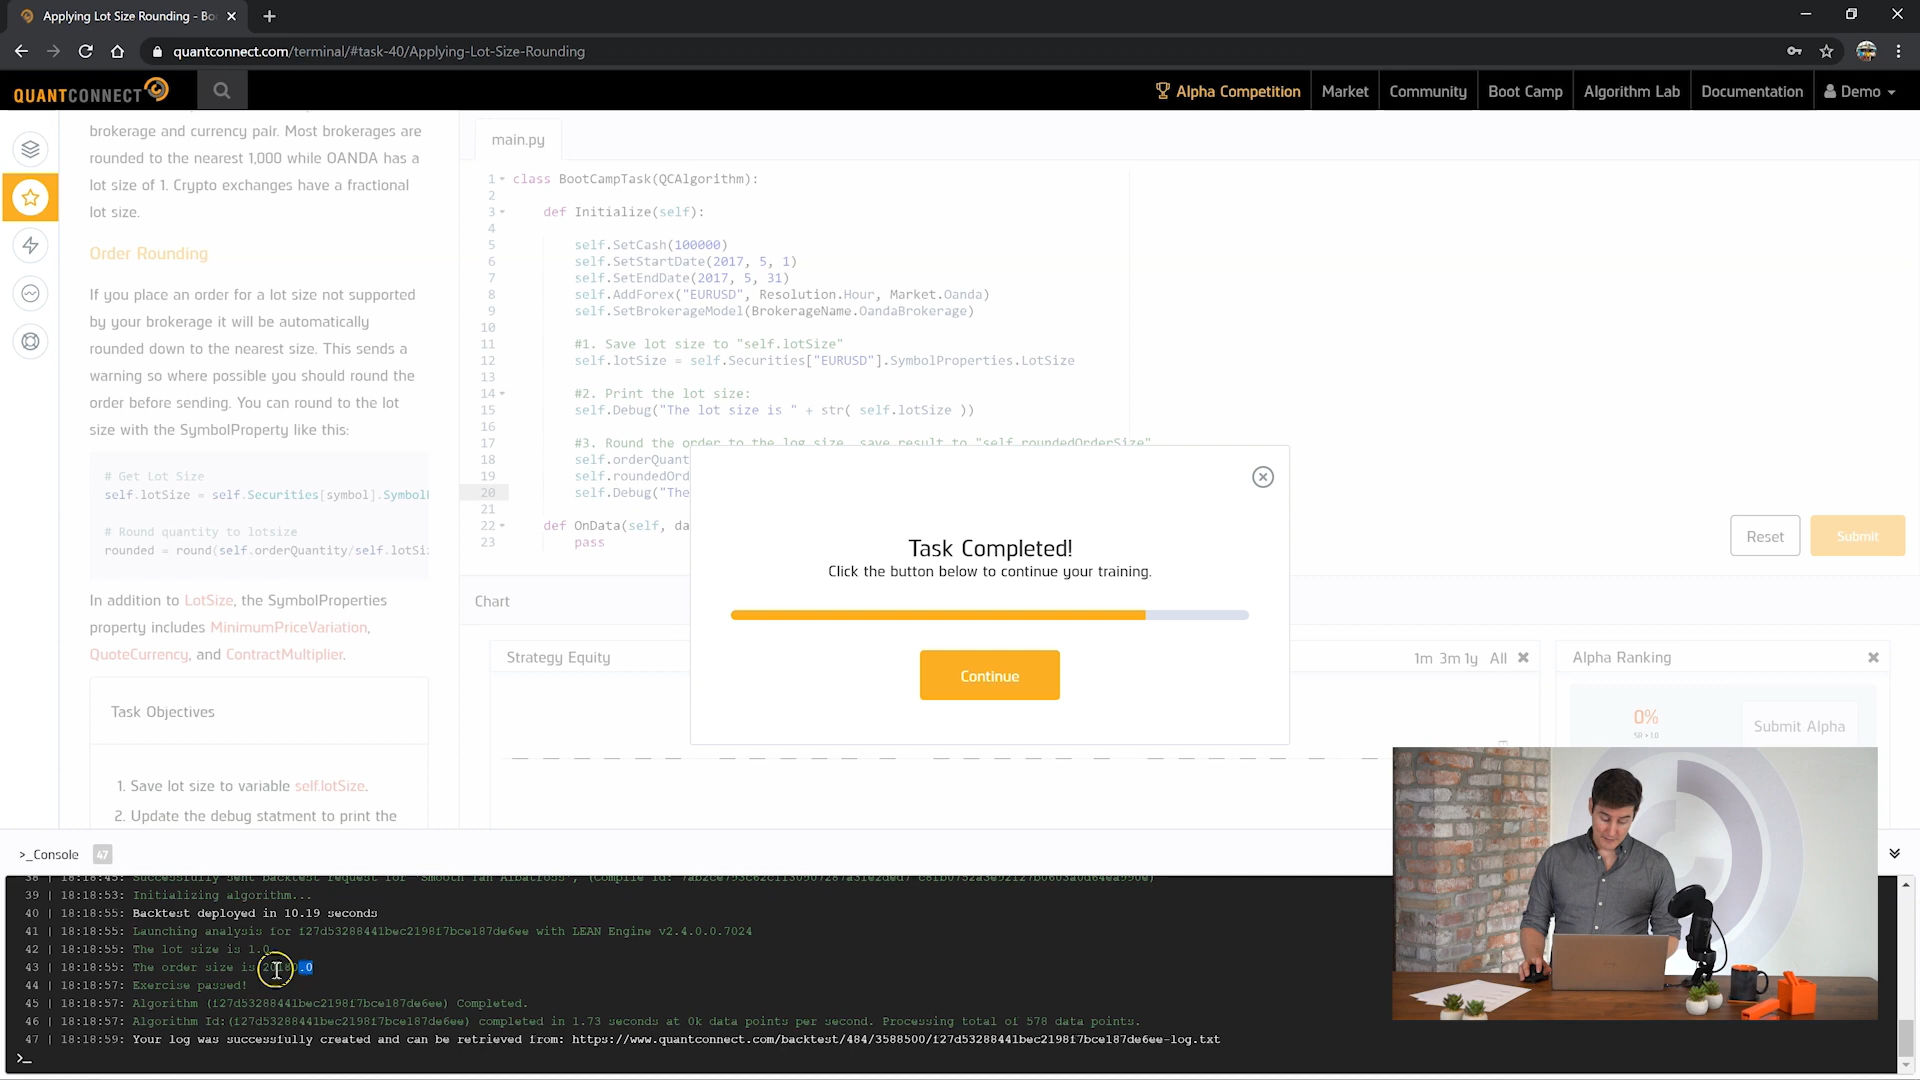 Applying Lot Size Rounding - Bo
quantconnect.com/terminal/#task-40/Applying-Lot-Size-Rounding
QUANTCONNECT
Alpha Competition
Market
Community
Boot Camp
Algorithm Lab
Documentation
Demo
brokerage and currency pair. Most brokerages are
rounded to the nearest 1,000 while OANDA has a
lot size of 1. Crypto exchanges have a fractional
lot size.
Order Rounding
If you place an order for a lot size not supported
by your brokerage it will be automatically
rounded down to the nearest size. This sends a
warning so where possible you should round the
order before sending. You can round to the lot
size with the SymbolProperty like this:
# Get Lot Size
self.lotSize = self.Securities[symbol].Symboll
# Round quantity to lotsize
rounded = round(self.orderQuantity/self.lotSi
In addition to LotSize, the SymbolProperties
property includes MinimumPriceVariation,
QuoteCurrency, and ContractMultiplier.
Task Objectives
1. Save lot size to variable self.lotSize.
2. Update the debug statment to print the
main.py
1 class BootCampTask(QCAlgorithm):
2
3 def Initialize(self):
4
5 self.SetCash(100000)
6 self.SetStartDate(2017, 5, 1)
7 self.SetEndDate(2017, 5, 31)
8 self.AddForex("EURUSD", Resolution.Hour, Market.Oanda)
9 self.SetBrokerageModel(BrokerageName.OandaBrokerage)
10
11 #1. Save lot size to "self.lotSize"
12 self.lotSize = self.Securities["EURUSD"].SymbolProperties.LotSize
13
14 #2. Print the lot size:
15 self.Debug("The lot size is " + str( self.lotSize ))
16
17 #3. Round the order to the log size, save result to "self.roundedOrderSize"
18 self.orderQuant
19 self.roundedOrd
20 self.Debug("The
21
22 def OnData(self, da
23 pass
Reset
Submit
Task Completed!
Click the button below to continue your training.
Continue
Chart
Strategy Equity
1m 3m 1y All
Alpha Ranking
0%
Submit Alpha
>_Console 47
39 | 18:18:53: Initializing algorithm...
40 | 18:18:55: Backtest deployed in 10.19 seconds
41 | 18:18:55: Launching analysis for f27d53288441bec2198f7bce187de6ee with LEAN Engine v2.4.0.0.7024
42 | 18:18:55: The lot size is 1.0
43 | 18:18:55: The order size is
44 | 18:18:57: Exercise passed!
45 | 18:18:57: Algorithm (f27d53288441bec2198f7bce187de6ee) Completed.
46 | 18:18:57: Algorithm Id:(f27d53288441bec2198f7bce187de6ee) completed in 1.73 seconds at 0k data points per second. Processing total of 578 data points.
47 | 18:18:59: Your log was successfully created and can be retrieved from: https://www.quantconnect.com/backtest/484/3588500/f27d53288441bec2198f7bce187de6ee-log.txt
>_